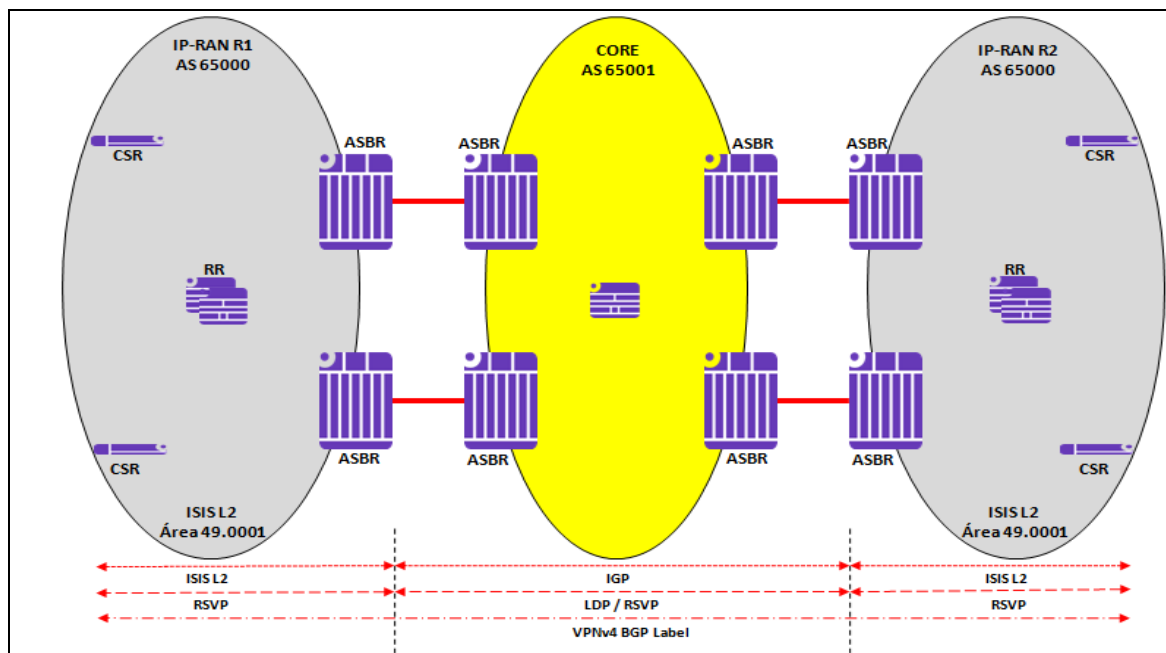 IP-RAN R1
AS 65000
CORE
AS 65001
IP-RAN R2
AS 65000
ASBR
ASBR
ASBR
ASBR
CSR
CSR
RR
RR
CSR
ASBR
ASBR
ASBR
ASBR
CSR
ISIS L2
Área 49.0001
ISIS L2
Área 49.0001
ISIS L2
IGP
ISIS L2
RSVP
LDP / RSVP
RSVP
VPNv4 BGP Label